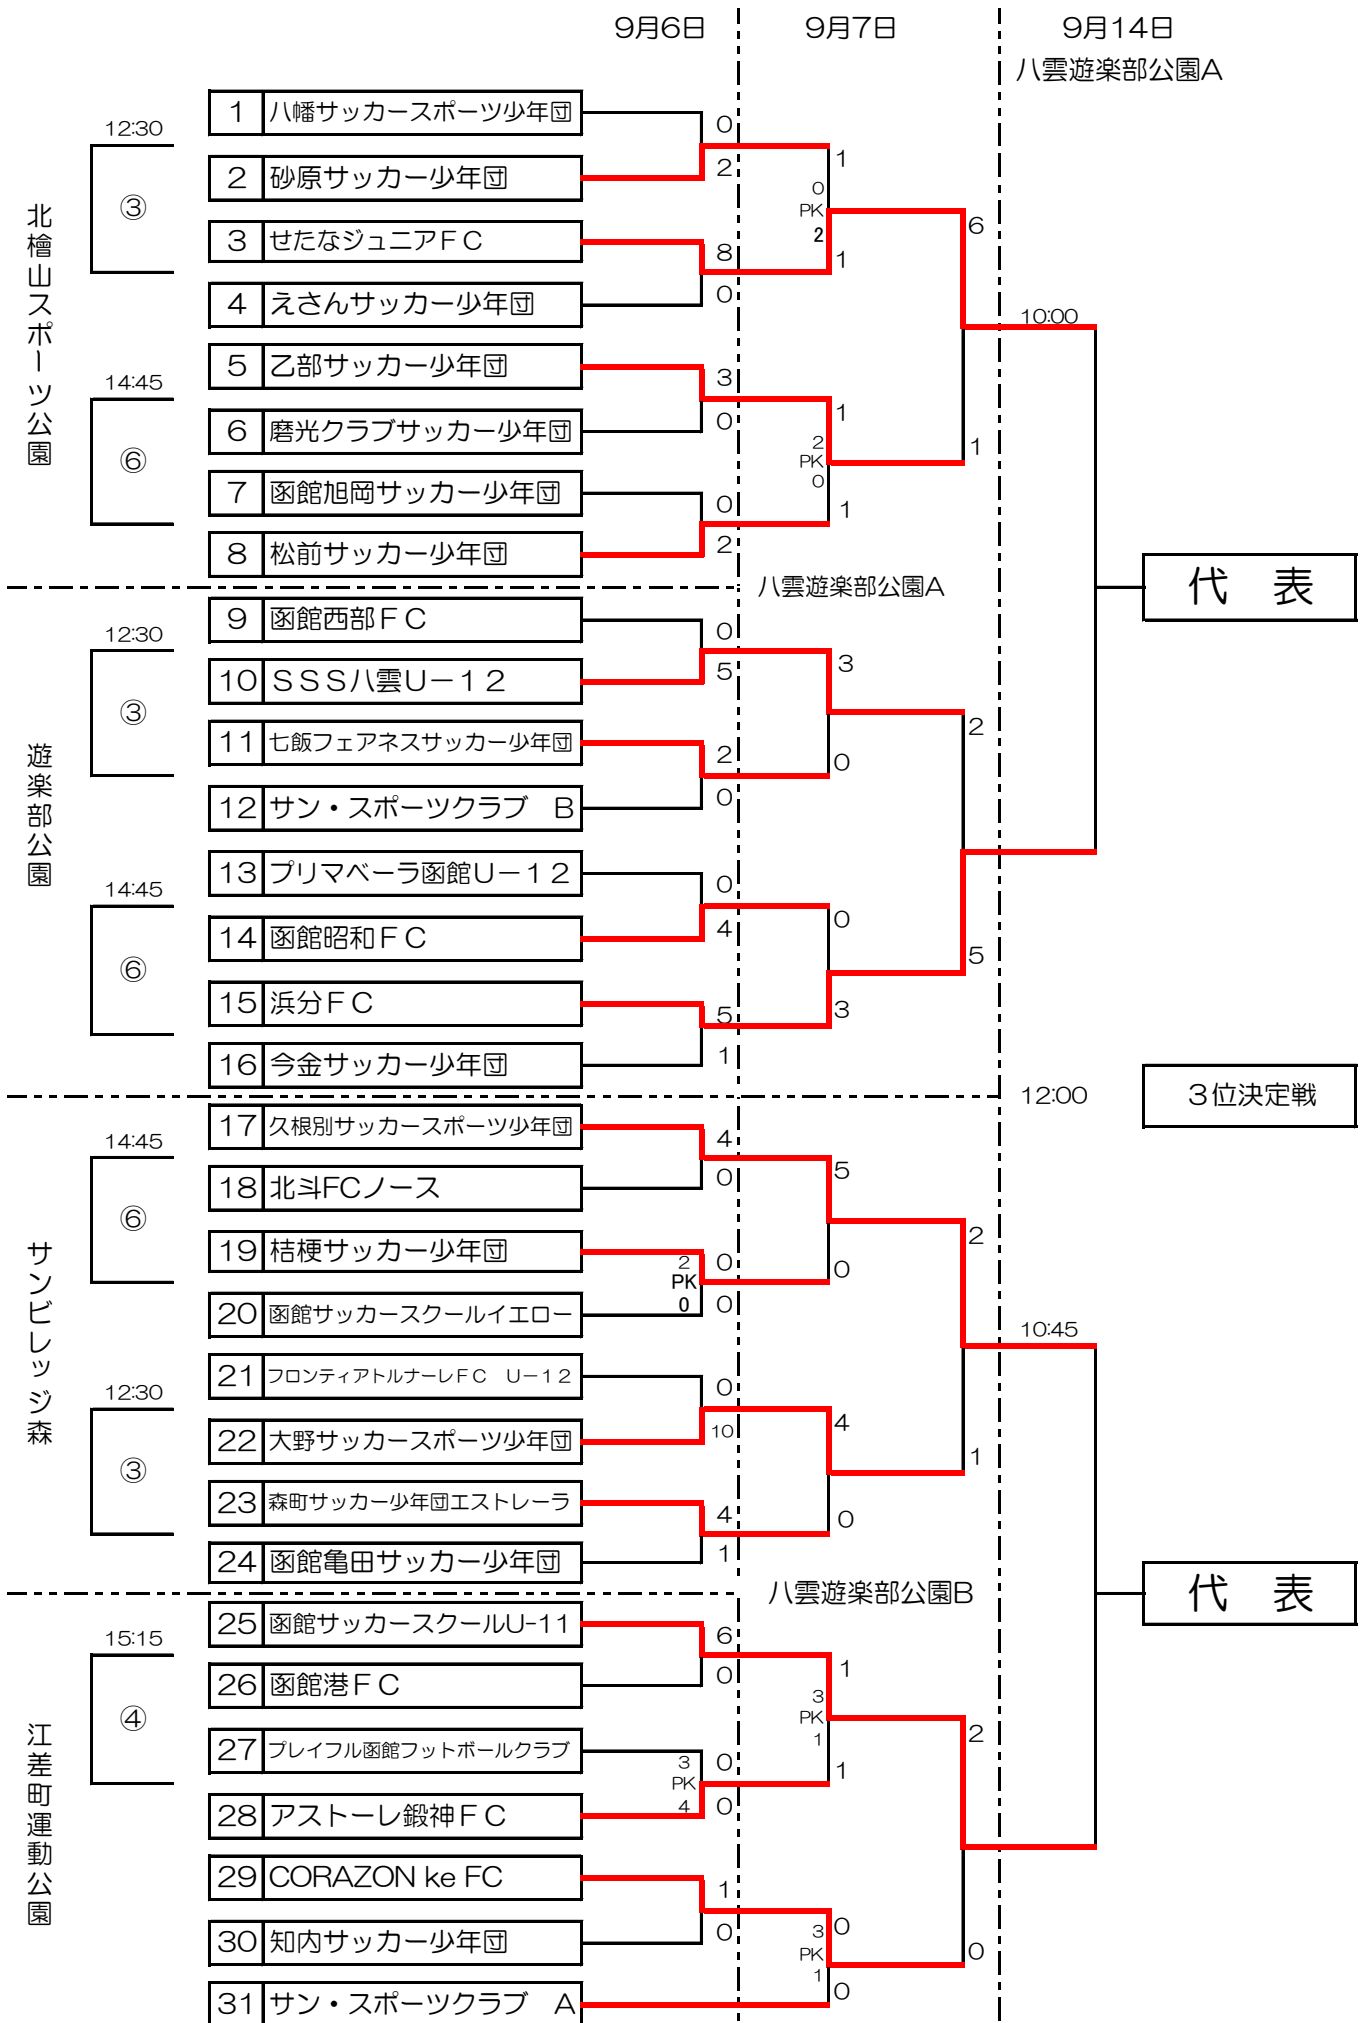 9月6日 9月7日 9月14日
八雲遊楽部公園A
北檜山スポーツ公園
12:30
③
1 八幡サッカースポーツ少年団 0
2 砂原サッカー少年団 2
1
0
PK
2
3 せたなジュニアFC 8
1
4 えさんサッカー少年団 0
6
10:00
14:45
⑥
5 乙部サッカー少年団 3
1
6 磨光クラブサッカー少年団 0
2
PK
0
1
7 函館旭岡サッカー少年団 0
1
8 松前サッカー少年団 2
八雲遊楽部公園A
代 表
遊楽部公園
12:30
③
9 函館西部FC 0
10 SSS八雲U-12 5
3
11 七飯フェアネスサッカー少年団 2
0
2
12 サン・スポーツクラブ B 0
14:45
⑥
13 プリマベーラ函館U-12 0
14 函館昭和FC 4
0
5
15 浜分FC 5
3
16 今金サッカー少年団 1
12:00 3位決定戦
サンビレッジ森
14:45
⑥
17 久根別サッカースポーツ少年団 4
18 北斗FCノース 0
5
19 桔梗サッカー少年団 0
2
PK
0
0
2
20 函館サッカースクールイエロー 0
10:45
12:30
③
21 フロンティアトルナーレFC U-12 0
22 大野サッカースポーツ少年団 10
4
1
23 森町サッカー少年団エストレーラ 4
0
24 函館亀田サッカー少年団 1
八雲遊楽部公園B
代 表
江差町運動公園
15:15
④
25 函館サッカースクールU-11 6
26 函館港FC 0
1
3
PK
1
27 プレイフル函館フットボールクラブ 0
3
PK
4
1
2
28 アストーレ鍛神FC 0
29 CORAZON ke FC 1
30 知内サッカー少年団 0
0
3
PK
1
0
31 サン・スポーツクラブ A 0